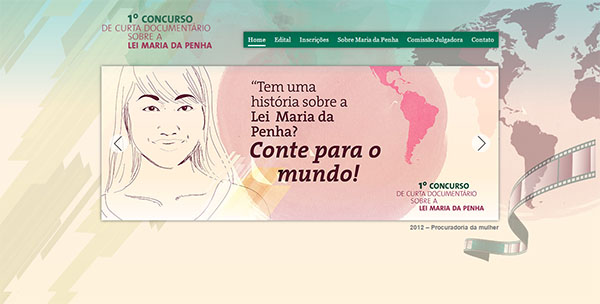 1º CONCURSO
DE CURTA DOCUMENTÁRIO
SOBRE A
LEI MARIA DA PENHA
Home Edital Inscrições Sobre Maria da Penha Comissão Julgadora Contato
“Tem uma
história sobre a
Lei Maria da
Penha?
Conte para o
mundo!
1º CONCURSO
DE CURTA DOCUMENTÁRIO
SOBRE A
LEI MARIA DA PENHA
2012 – Procuradoria da mulher